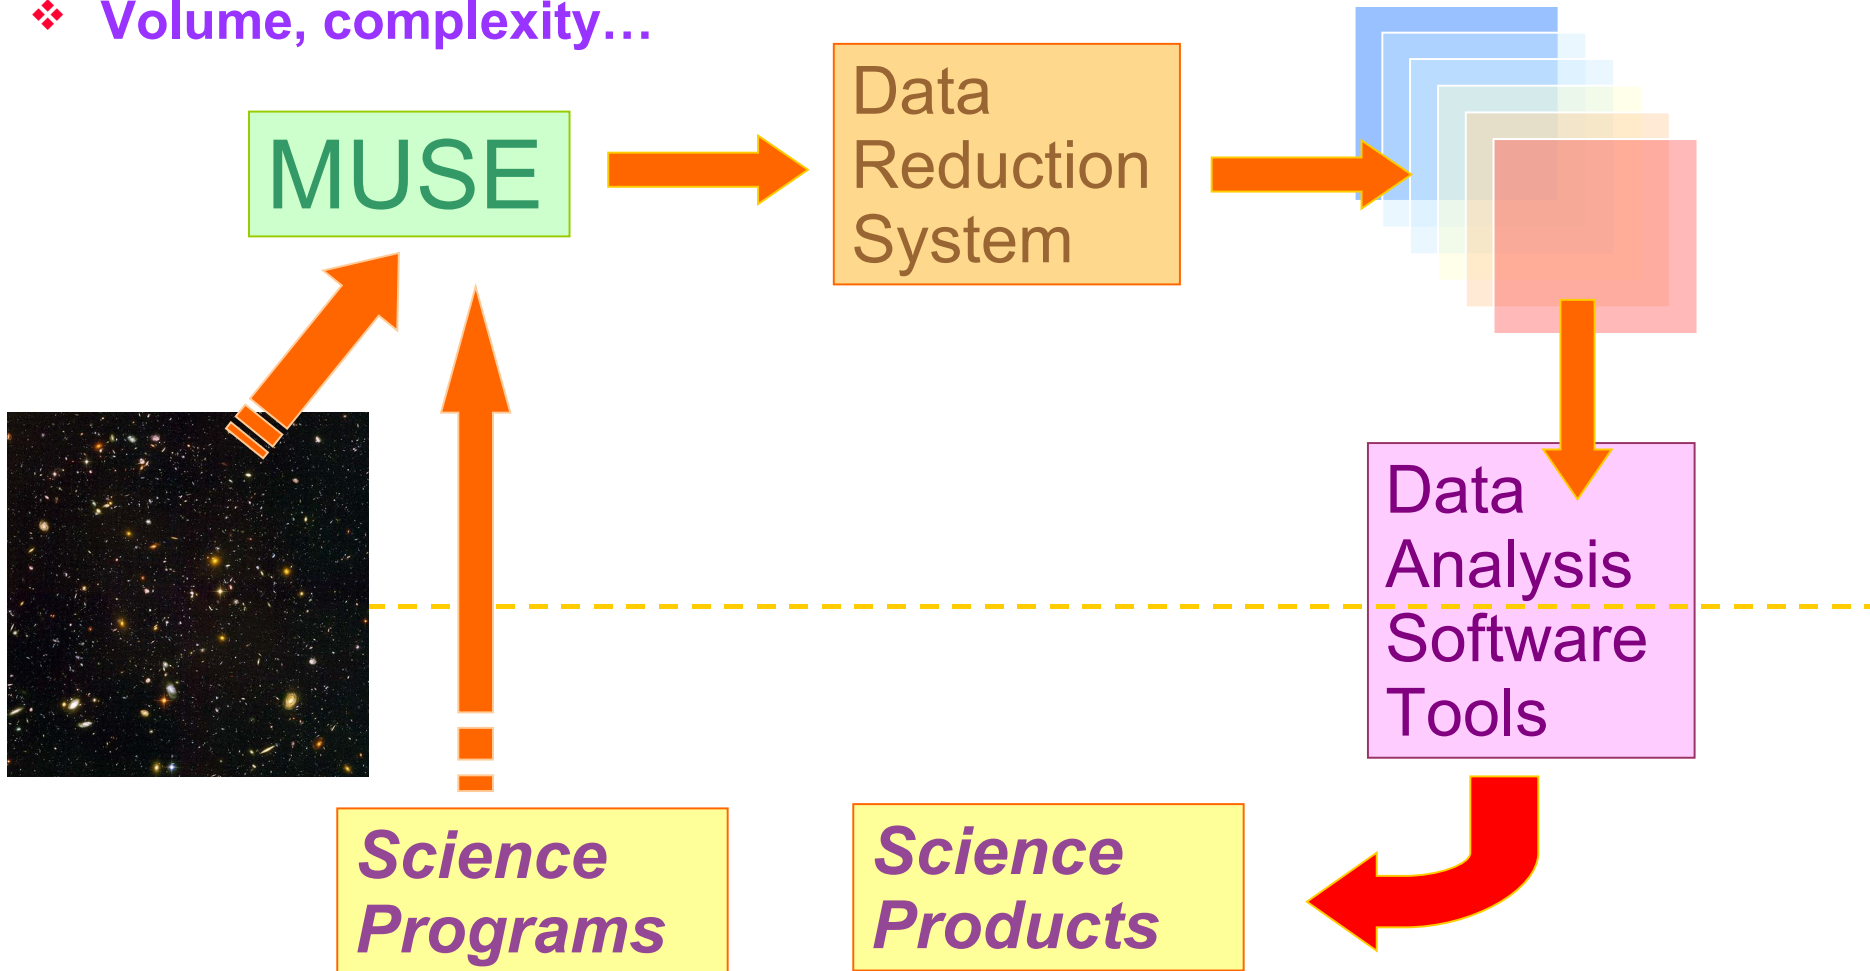 Volume, complexity…
MUSE
Data
Reduction
System
Data
Analysis
Software
Tools
Science
Programs
Science
Products